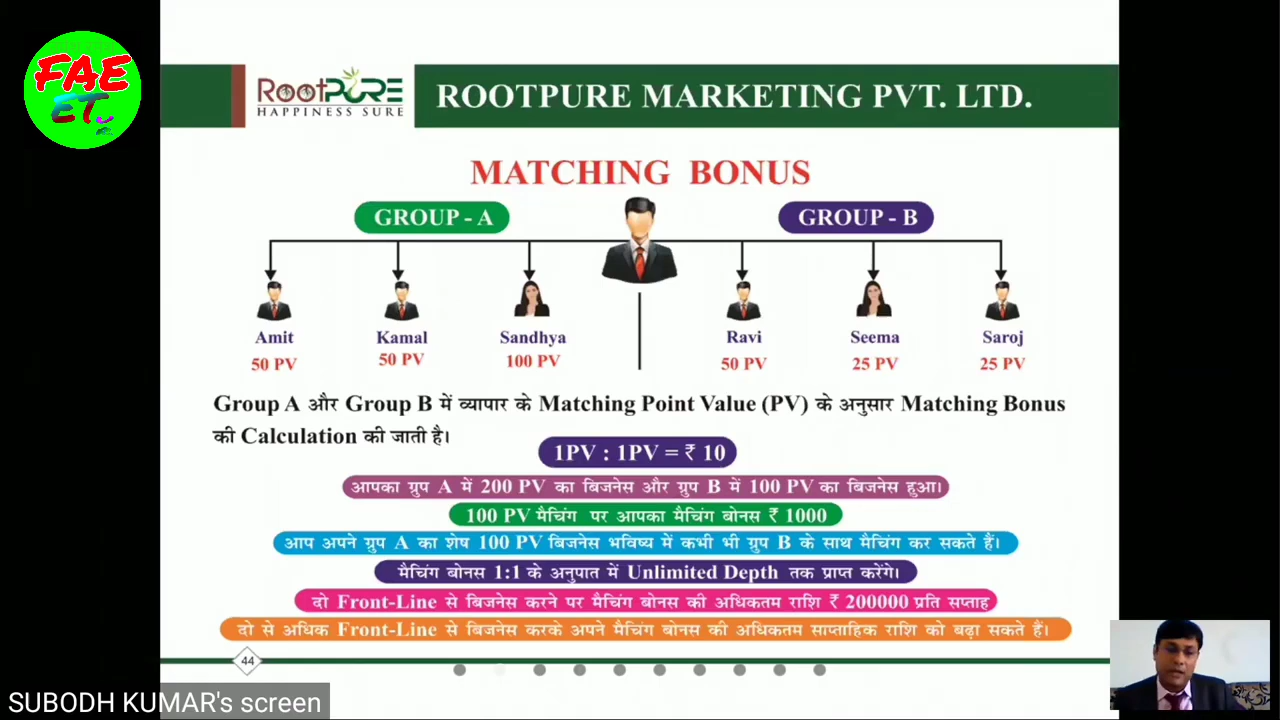 FAE
ET
RootPURE
HAPPINESS SURE
ROOTPURE MARKETING PVT. LTD.
MATCHING BONUS
GROUP - A
GROUP - B
Amit
Kamal
Sandhya
Ravi
Seema
Saroj
50 PV
50 PV
100 PV
50 PV
25 PV
25 PV
Group A और Group B में व्यापार के Matching Point Value (PV) के अनुसार Matching Bonus
की Calculation की जाती है।
1PV : 1PV = ₹ 10
आपका ग्रुप A में 200 PV का बिजनेस और ग्रुप B में 100 PV का बिजनेस हुआ।
100 PV मैचिंग पर आपका मैचिंग बोनस ₹ 1000
आप अपने ग्रुप A का शेष 100 PV बिजनेस भविष्य में कभी भी ग्रुप B के साथ मैचिंग कर सकते हैं।
मैचिंग बोनस 1:1 के अनुपात में Unlimited Depth तक प्राप्त करेंगे।
दो Front-Line से बिजनेस करने पर मैचिंग बोनस की अधिकतम राशि ₹ 200000 प्रति सप्ताह
दो से अधिक Front-Line से बिजनेस करके अपने मैचिंग बोनस की अधिकतम साप्ताहिक राशि को बढ़ा सकते हैं।
44
SUBODH KUMAR's screen